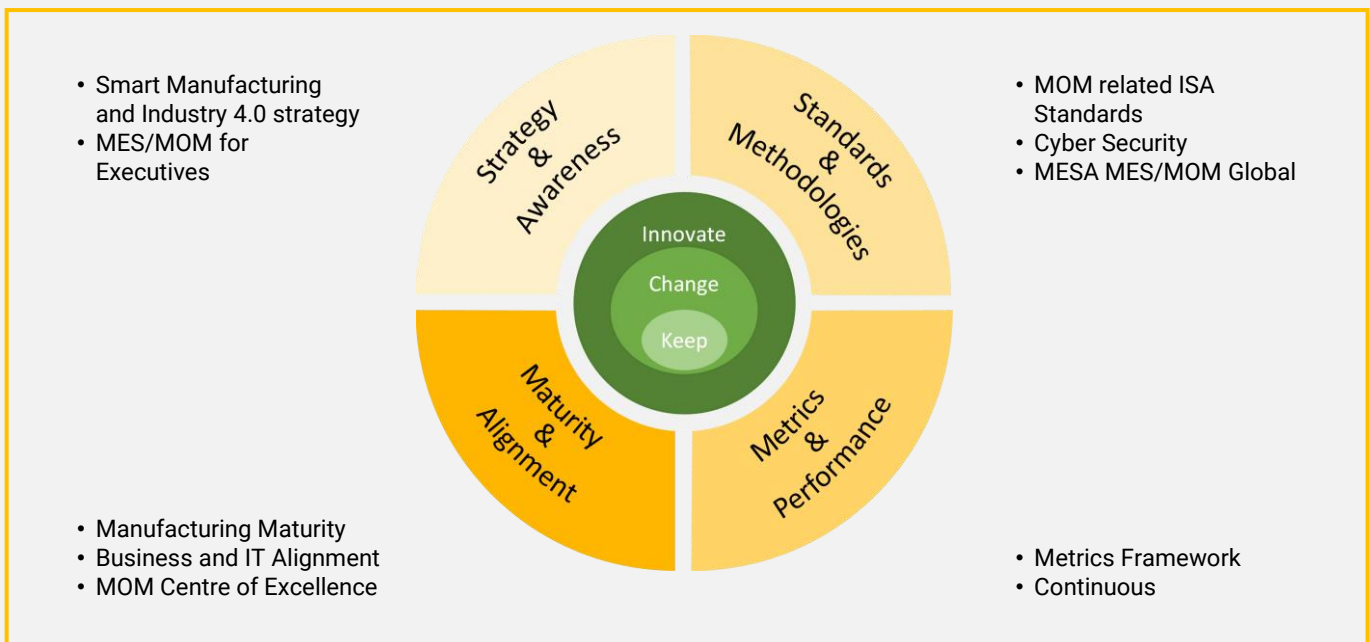 • Smart Manufacturing
and Industry 4.0 strategy
• MES/MOM for
Executives
Strategy
&
Awareness
Standards
&
Methodologies
• MOM related ISA
Standards
• Cyber Security
• MESA MES/MOM Global
Innovate
Change
Keep
Maturity
&
Alignment
Metrics
&
Performance
• Manufacturing Maturity
• Business and IT Alignment
• MOM Centre of Excellence
• Metrics Framework
• Continuous